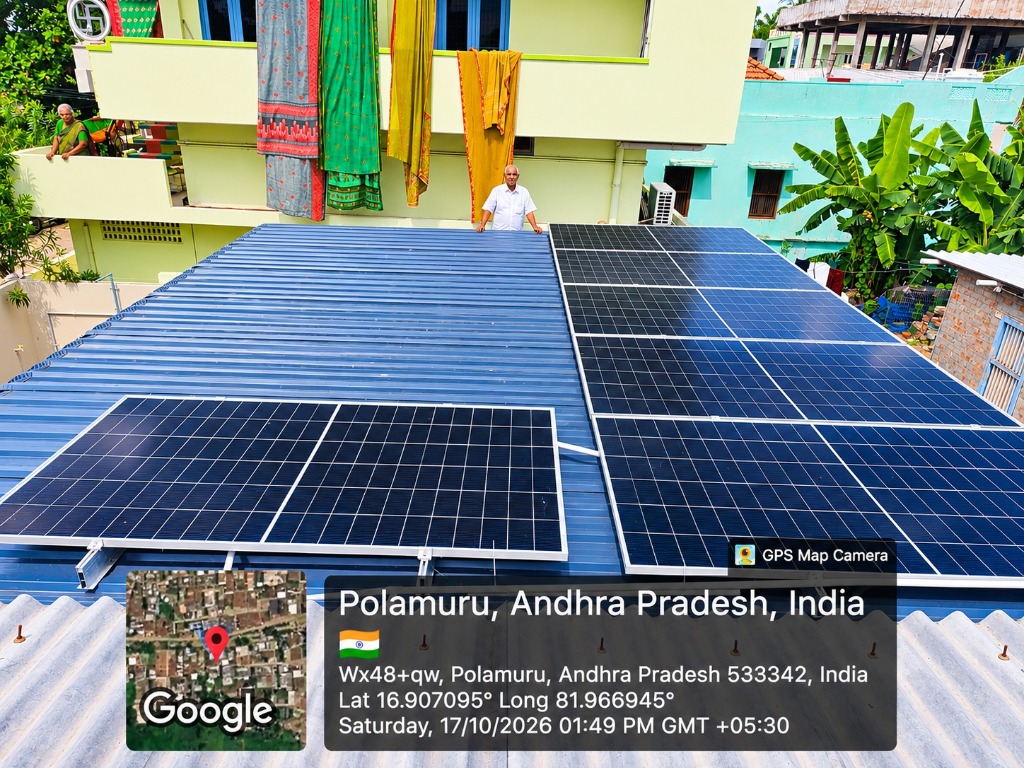 GPS Map Camera
Polamuru, Andhra Pradesh, India
Wx48+qw, Polamuru, Andhra Pradesh 533342, India
Lat 16.907095° Long 81.966945°
Saturday, 17/10/2026 01:49 PM GMT +05:30
Google